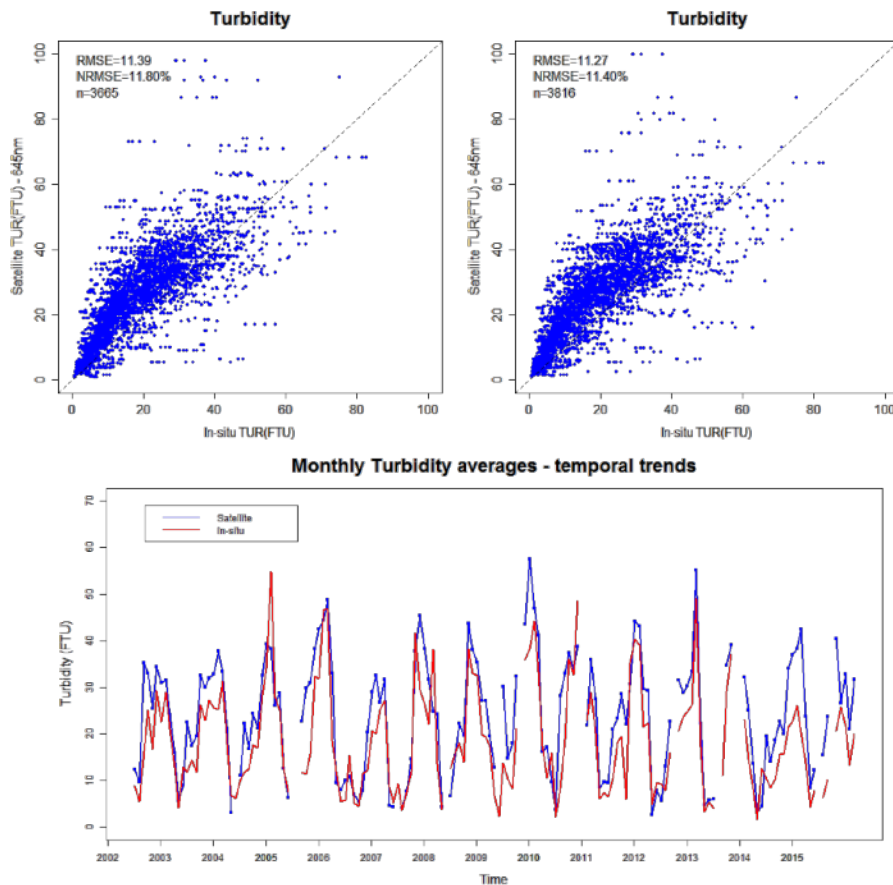 Turbidity
RMSE=11.39
NRMSE=11.80%
n=3665
Satellite TUR(FTU) - 645nm
100
80
60
40
20
0
0 20 40 60 80 100
In-situ TUR(FTU)
Turbidity
RMSE=11.27
NRMSE=11.40%
n=3816
Satellite TUR(FTU) - 645nm
100
80
60
40
20
0
0 20 40 60 80 100
In-situ TUR(FTU)
Monthly Turbidity averages - temporal trends
Satellite
In-situ
Turbidity (FTU)
70
60
50
40
30
20
10
0
2002 2003 2004 2005 2006 2007 2008 2009 2010 2011 2012 2013 2014 2015
Time